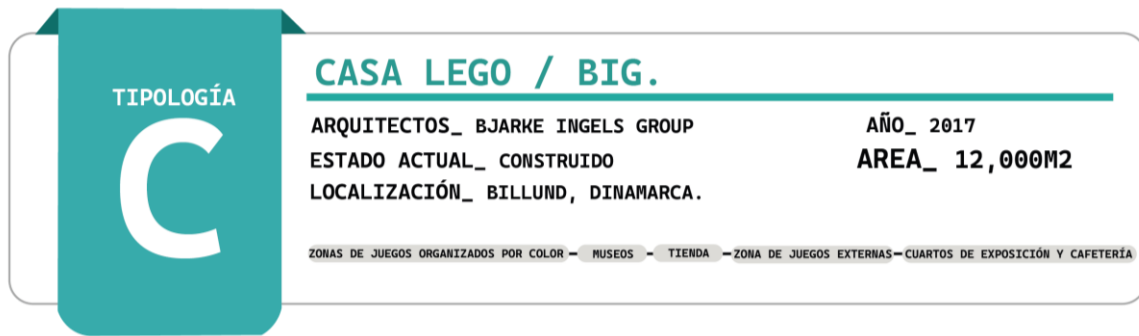 TIPOLOGÍA
C
CASA LEGO / BIG.
ARQUITECTOS_ BJARKE INGELS GROUP
AÑO_ 2017
ESTADO ACTUAL_ CONSTRUIDO
AREA_ 12,000M2
LOCALIZACIÓN_ BILLUND, DINAMARCA.
ZONAS DE JUEGOS ORGANIZADOS POR COLOR – MUSEOS – TIENDA – ZONA DE JUEGOS EXTERNAS – CUARTOS DE EXPOSICIÓN Y CAFETERÍA